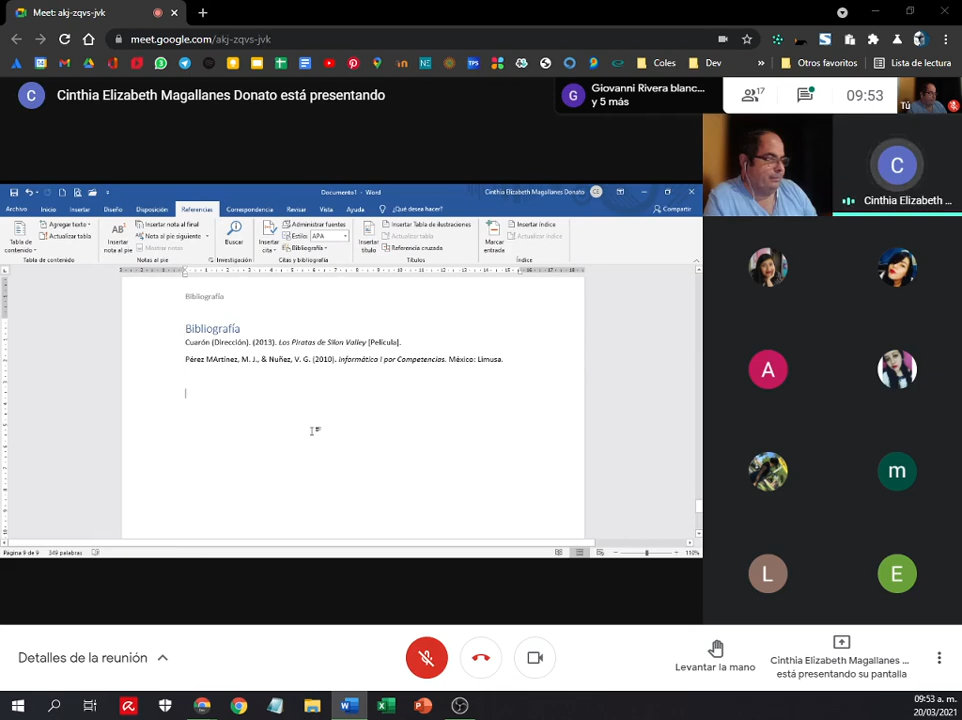 Meet: akj-zqvs-jvk
meet.google.com/akj-zqvs-jvk
Coles
Dev
Otros favoritos
Lista de lectura
C
Cinthia Elizabeth Magallanes Donato está presentando
G
Giovanni Rivera blanc...
y 5 más
17
09:53
Tú
Documento1 - Word
Cinthia Elizabeth Magallanes Donato
CE
Archivo
Inicio
Insertar
Diseño
Disposición
Referencias
Correspondencia
Revisar
Vista
Ayuda
¿Qué desea hacer?
Compartir
Tabla de contenido
Agregar texto
Actualizar tabla
Tabla de contenido
Insertar nota al pie
Insertar nota al final
Nota al pie siguiente
Mostrar notas
Notas al pie
Buscar
Investigación
Insertar cita
Administrar fuentes
Estilo: APA
Bibliografía
Citas y bibliografía
Insertar título
Insertar Tabla de ilustraciones
Actualizar tabla
Referencia cruzada
Títulos
Marcar entrada
Insertar índice
Actualizar índice
Índice
Bibliografía
Bibliografía
Cuarón (Dirección). (2013). Los Piratas de Silon Valley [Película].
Pérez MArtínez, M. J., & Nuñez, V. G. (2010). Informática I por Competencias. México: Limusa.
Página 9 de 9
349 palabras
110%
C
Cinthia Elizabeth ...
A
m
L
E
Detalles de la reunión
Levantar la mano
Cinthia Elizabeth Magallanes ...
está presentando su pantalla
09:53 a. m.
20/03/2021